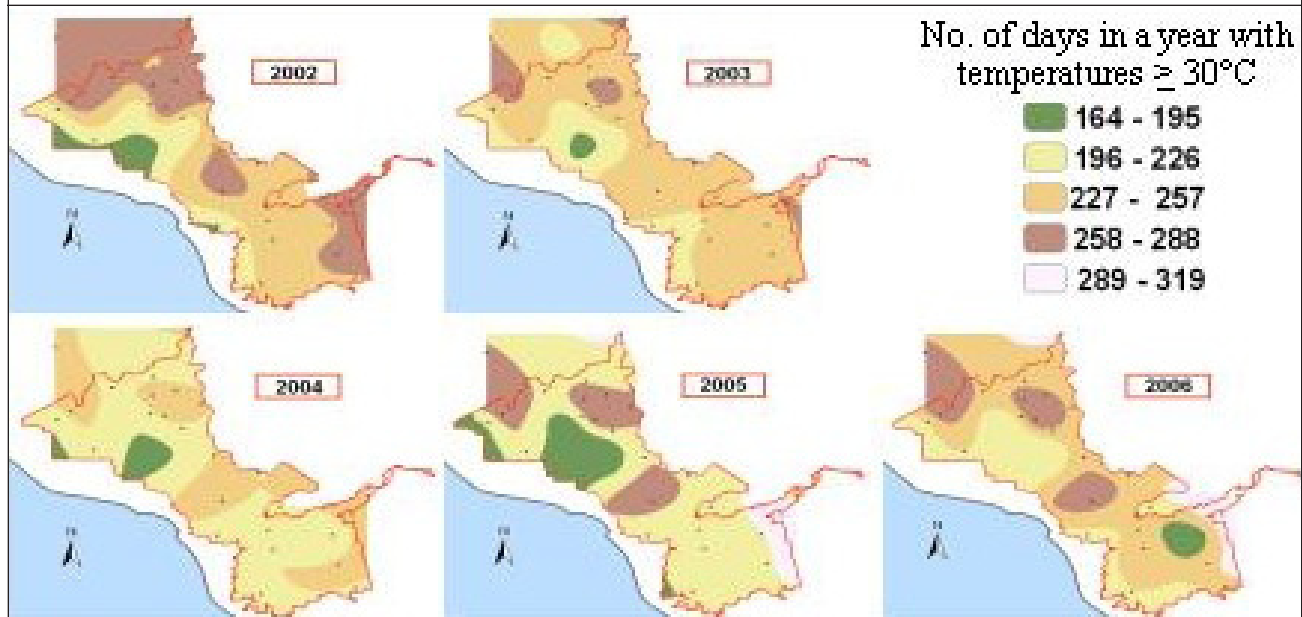 2002
2003
No. of days in a year with
temperatures ≥ 30°C
164 - 195
196 - 226
227 - 257
258 - 288
289 - 319
N
N
2004
2005
2006
N
N
N